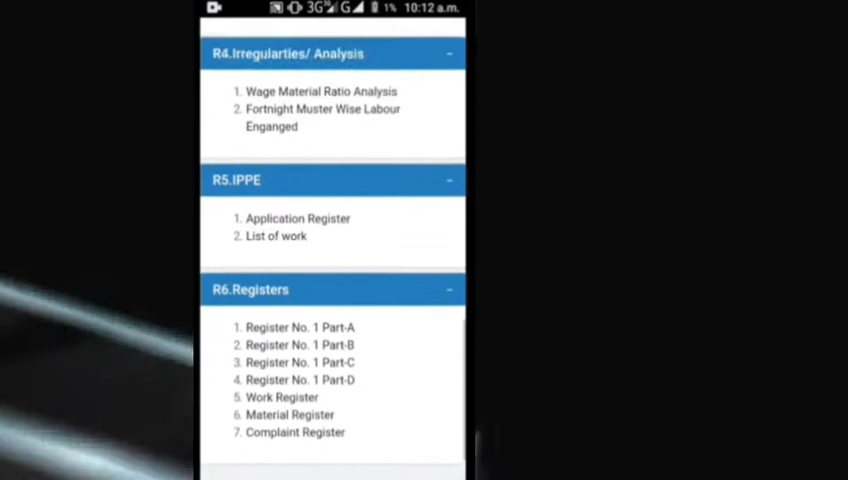 3G G 1% 10:12 a.m.
R4.Irregularties/ Analysis −
1. Wage Material Ratio Analysis
2. Fortnight Muster Wise Labour
Enganged
R5.IPPE −
1. Application Register
2. List of work
R6.Registers −
1. Register No. 1 Part-A
2. Register No. 1 Part-B
3. Register No. 1 Part-C
4. Register No. 1 Part-D
5. Work Register
6. Material Register
7. Complaint Register